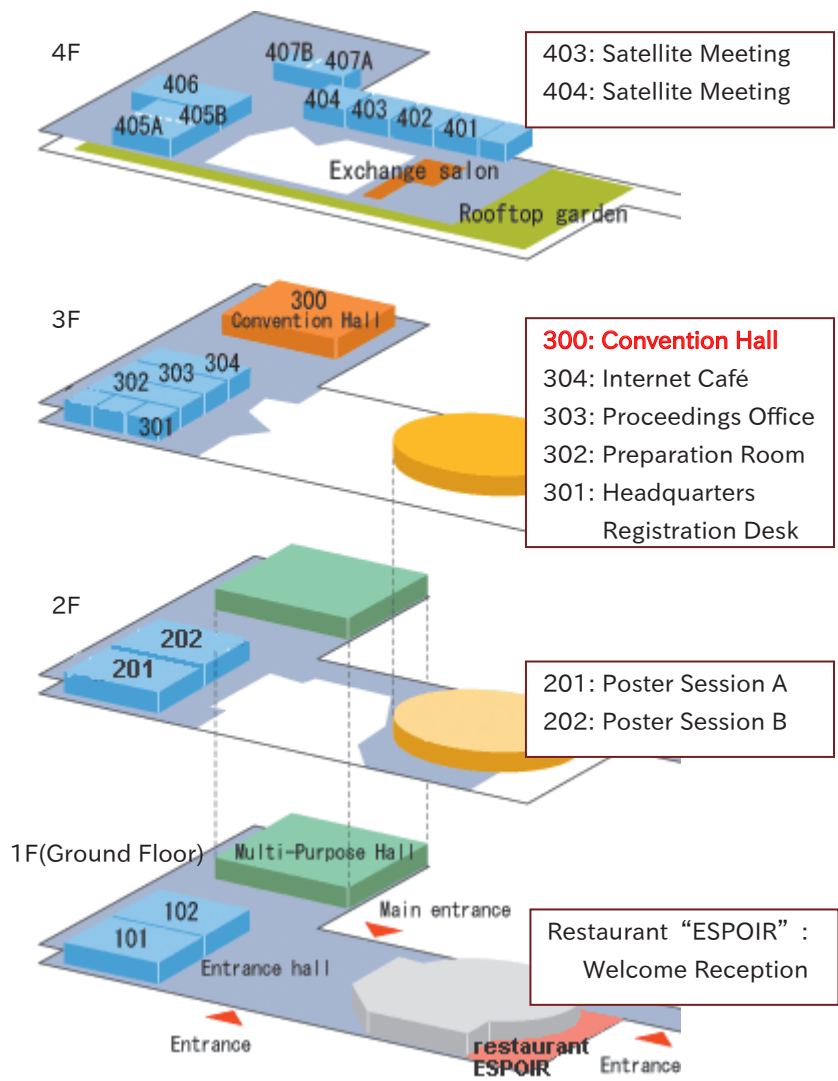 4F
407B
407A
406
404
403
402
401
405B
405A
Exchange salon
Rooftop garden
403: Satellite Meeting
404: Satellite Meeting
3F
300
Convention Hall
304
303
302
301
300: Convention Hall
304: Internet Café
303: Proceedings Office
302: Preparation Room
301: Headquarters
Registration Desk
2F
202
201
201: Poster Session A
202: Poster Session B
1F(Ground Floor)
Multi-Purpose Hall
102
101
Main entrance
Entrance hall
Entrance
restaurant
ESPOIR
Entrance
Restaurant “ESPOIR” :
Welcome Reception